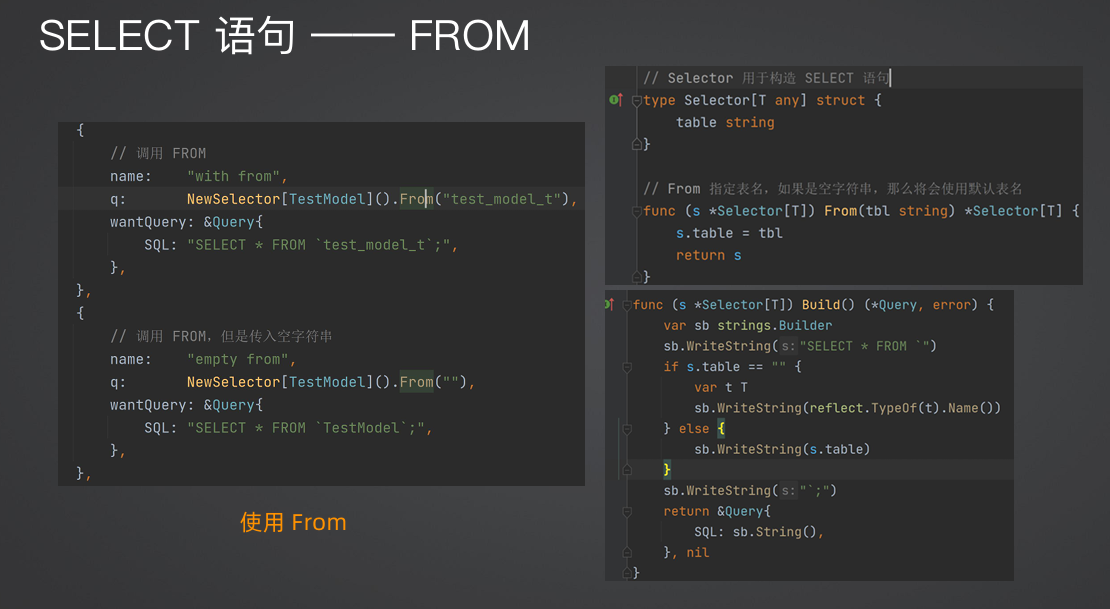 SELECT 语句 —— FROM
{
// 调用 FROM
name: "with from",
q: NewSelector[TestModel]().From("test_model_t"),
wantQuery: &Query{
SQL: "SELECT * FROM `test_model_t`;",
},
},
{
// 调用 FROM，但是传入空字符串
name: "empty from",
q: NewSelector[TestModel]().From(""),
wantQuery: &Query{
SQL: "SELECT * FROM `TestModel`;",
},
},
使用 From
// Selector 用于构造 SELECT 语句
type Selector[T any] struct {
table string
}
// From 指定表名，如果是空字符串，那么将会使用默认表名
func (s *Selector[T]) From(tbl string) *Selector[T] {
s.table = tbl
return s
}
func (s *Selector[T]) Build() (*Query, error) {
var sb strings.Builder
sb.WriteString( s: "SELECT * FROM `")
if s.table == "" {
var t T
sb.WriteString(reflect.TypeOf(t).Name())
} else {
sb.WriteString(s.table)
}
sb.WriteString( s: "`;")
return &Query{
SQL: sb.String(),
}, nil
}